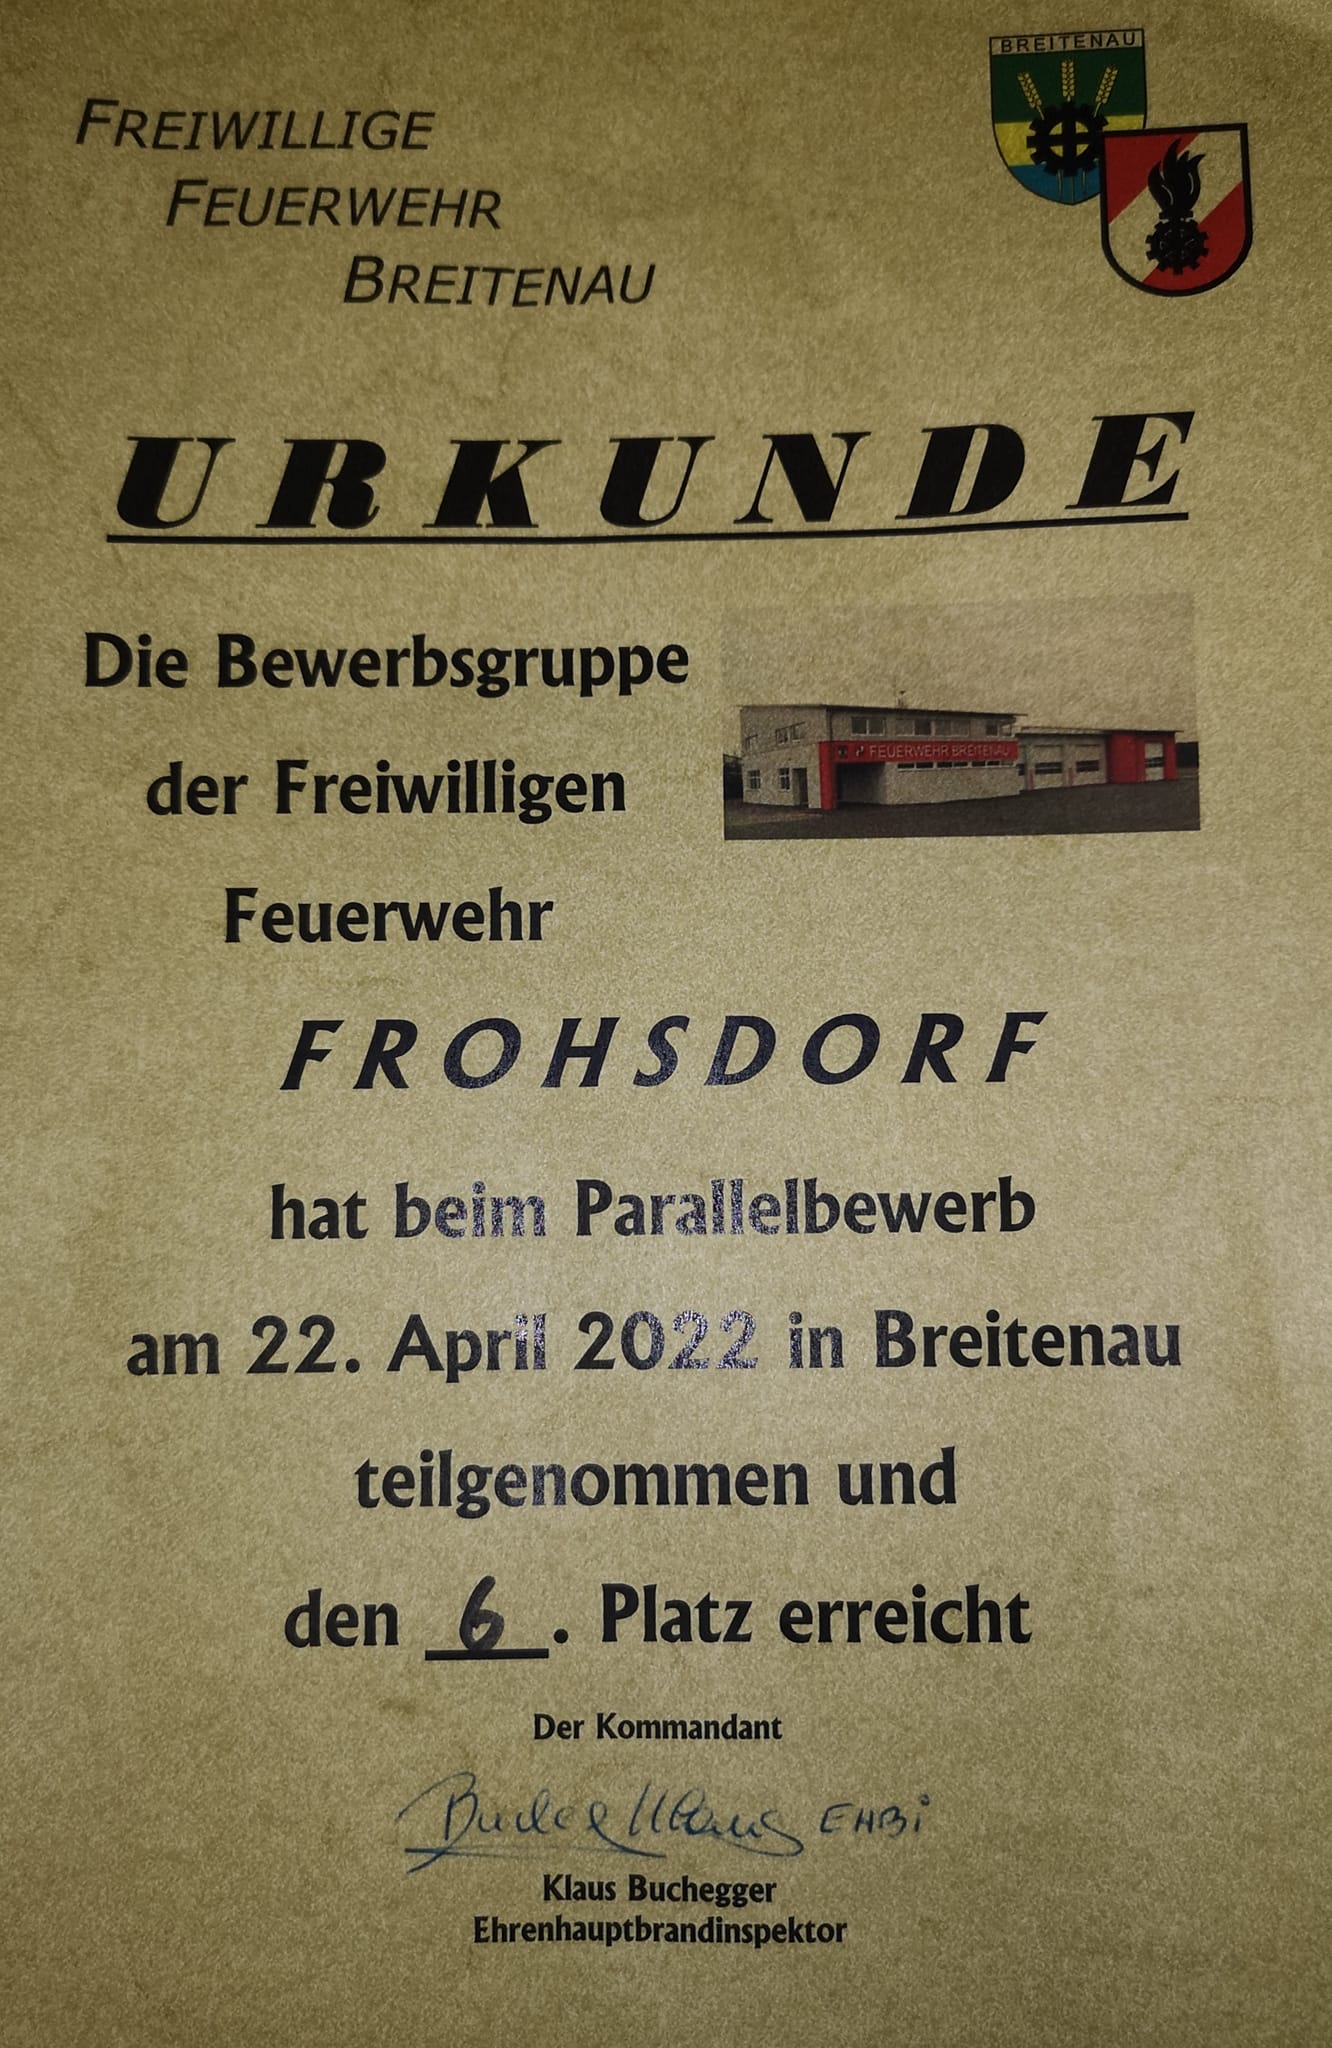 FREIWILLIGE
FEUERWEHR
BREITENAU
BREITENAU
URKUNDE
Die Bewerbsgruppe
der Freiwilligen
Feuerwehr
FEUERWEHR BREITENAU
FROHSDORF
hat beim Parallelbewerb
am 22. April 2022 in Breitenau
teilgenommen und
den 6. Platz erreicht
Der Kommandant
EHBI
Klaus Buchegger
Ehrenhauptbrandinspektor